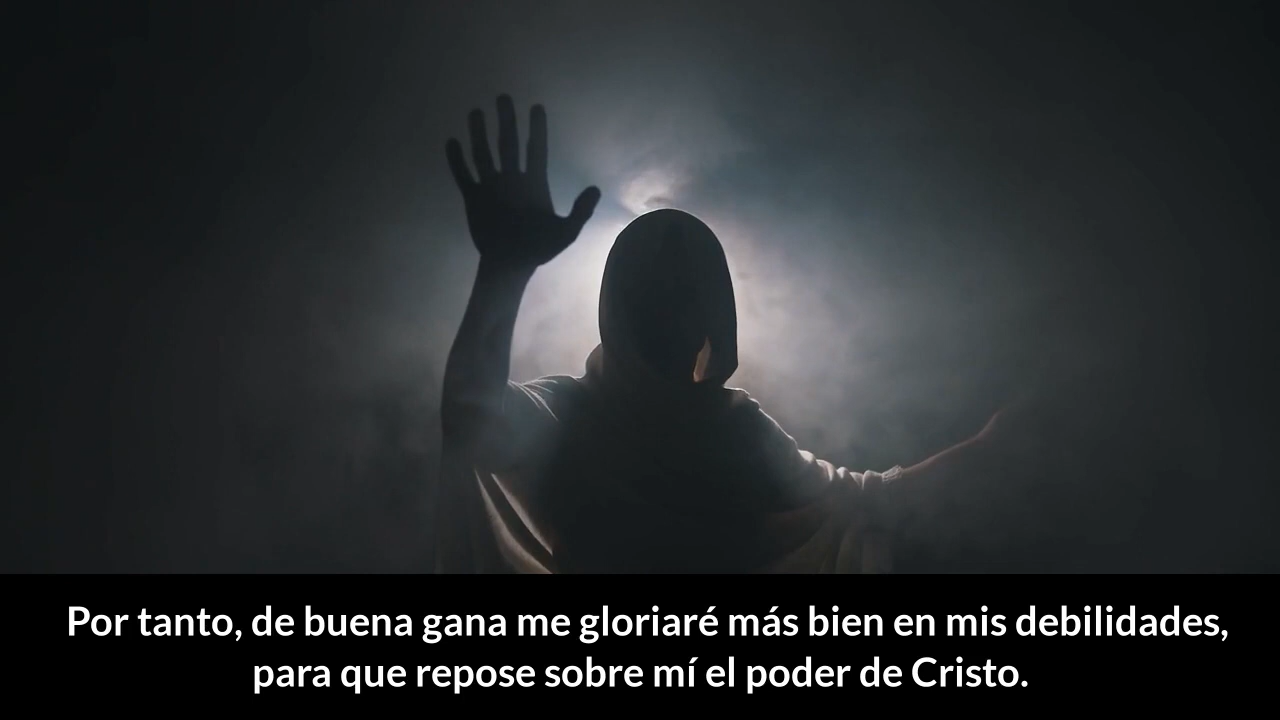 Por tanto, de buena gana me gloriaré más bien en mis debilidades,
para que repose sobre mí el poder de Cristo.